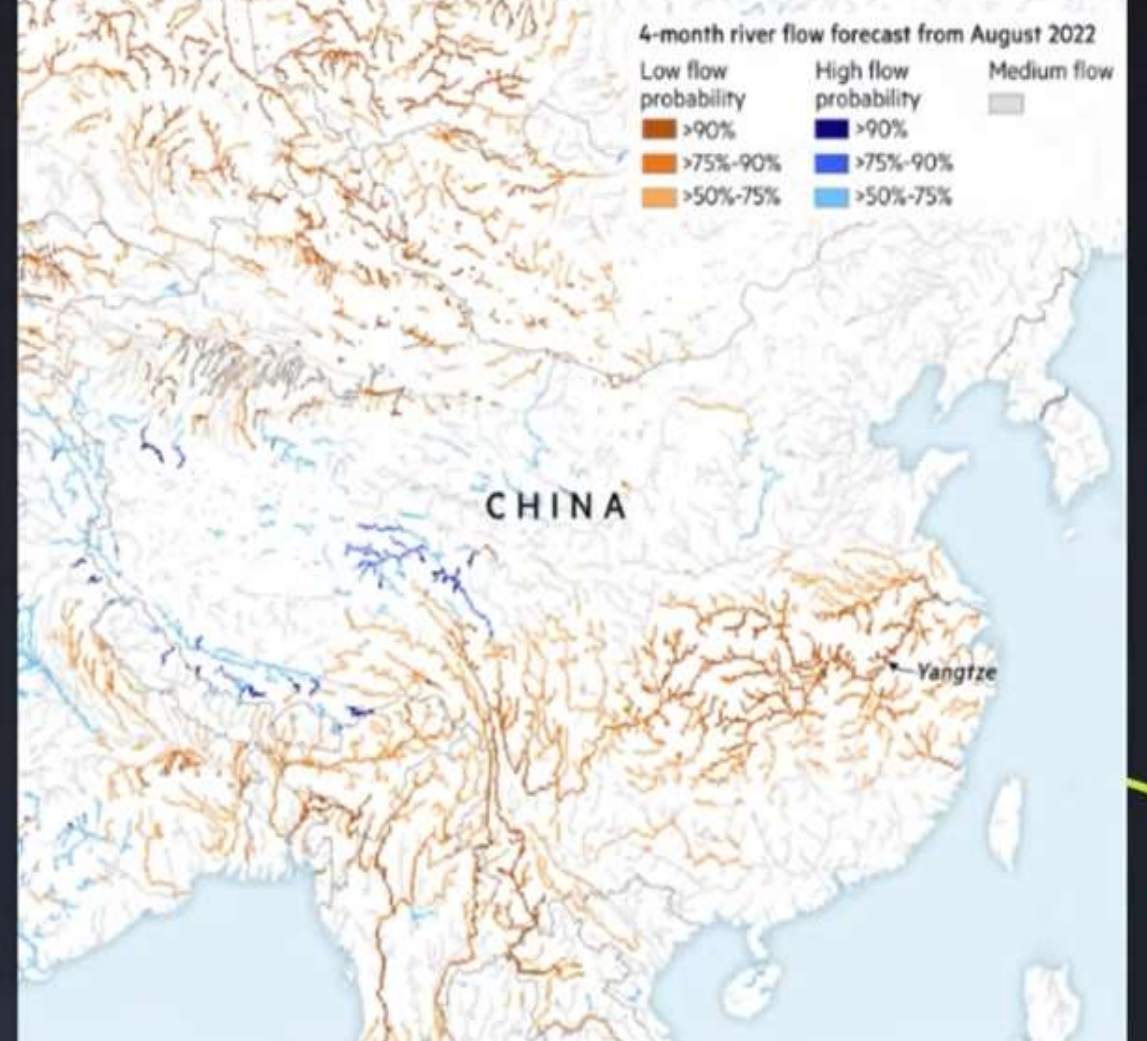 4-month river flow forecast from August 2022
Low flow probability
>90%
>75%-90%
>50%-75%
High flow probability
>90%
>75%-90%
>50%-75%
Medium flow
CHINA
Yangtze